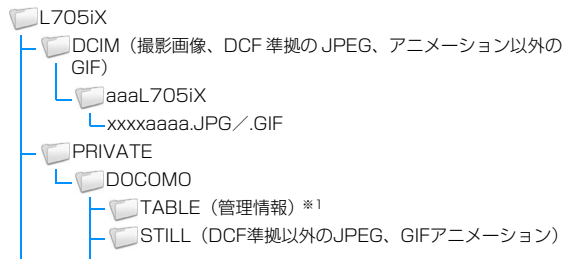 L705iX
DCIM（撮影画像、DCF 準拠の JPEG、アニメーション以外の
GIF）
aaaL705iX
xxxxaaaa.JPG／.GIF
PRIVATE
DOCOMO
TABLE（管理情報）※1
STILL（DCF準拠以外のJPEG、GIFアニメーション）